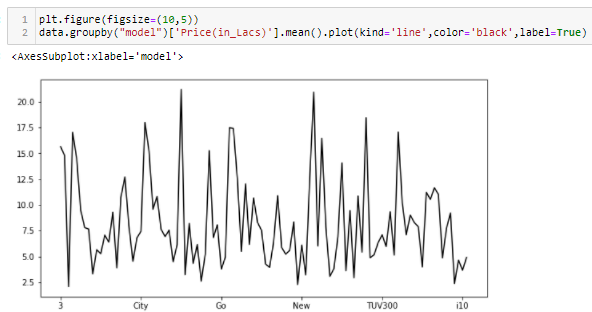 1 plt.figure(figsize=(10,5))
2 data.groupby("model")['Price(in_Lacs)'].mean().plot(kind='line',color='black',label=True)
<AxesSubplot:xlabel='model'>
20.0
17.5
15.0
12.5
10.0
7.5
5.0
2.5
3 City Go New TUV300 i10
model